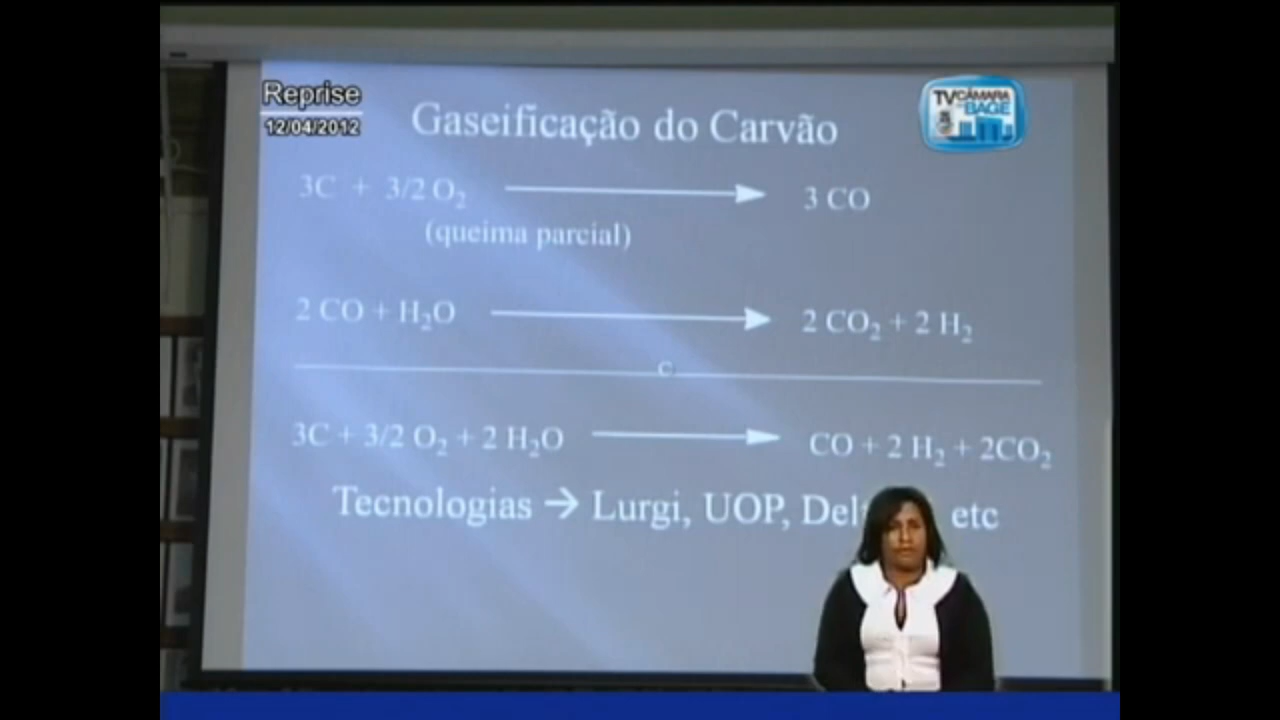 Reprise
12/04/2012
TV CÂMARA
BAGÉ
Gaseificação do Carvão
3C + 3/2 O₂ → 3 CO
(queima parcial)
2 CO + H₂O → 2 CO₂ + 2 H₂
C
3C + 3/2 O₂ + 2 H₂O → CO + 2 H₂ + 2CO₂
Tecnologias → Lurgi, UOP, etc